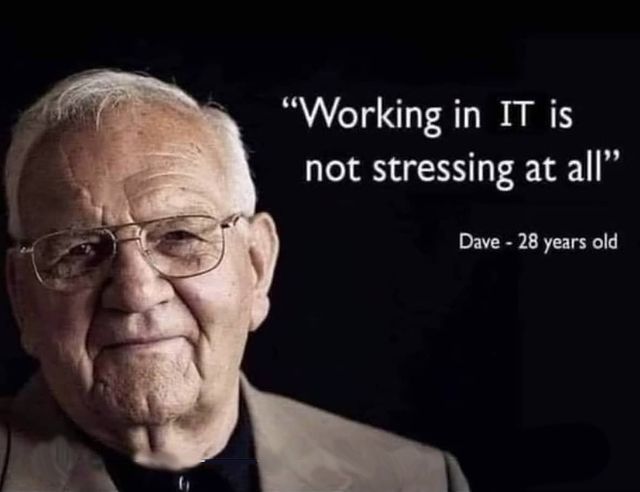 “Working in IT is
not stressing at all”
Dave - 28 years old